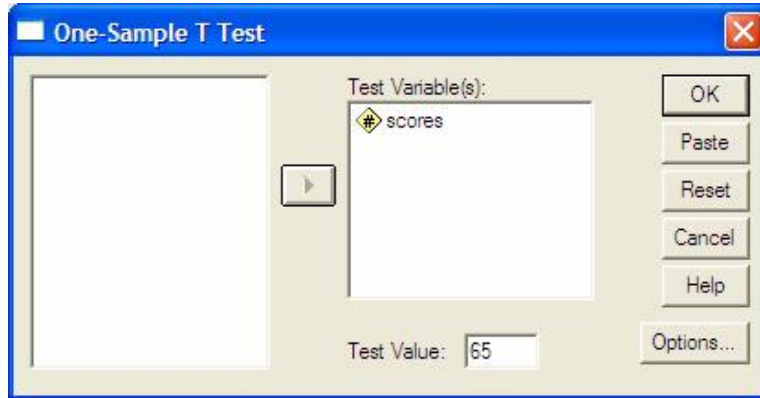 One-Sample T Test
Test Variable(s):
# scores
OK
Paste
Reset
Cancel
Help
Options...
Test Value: 65